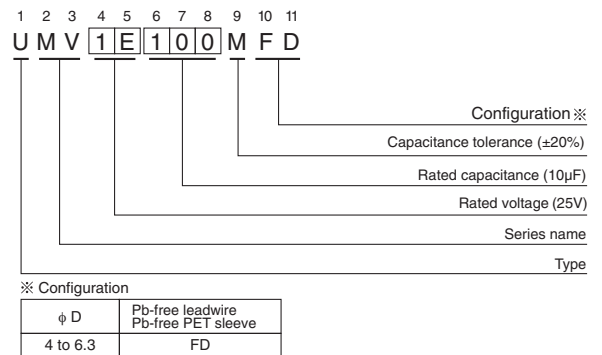 1 2 3 4 5 6 7 8 9 10 11
U M V 1 E 1 0 0 M F D
Configuration ※
Capacitance tolerance (±20%)
Rated capacitance (10µF)
Rated voltage (25V)
Series name
Type
※ Configuration
ϕ D
Pb-free leadwire
Pb-free PET sleeve
4 to 6.3
FD